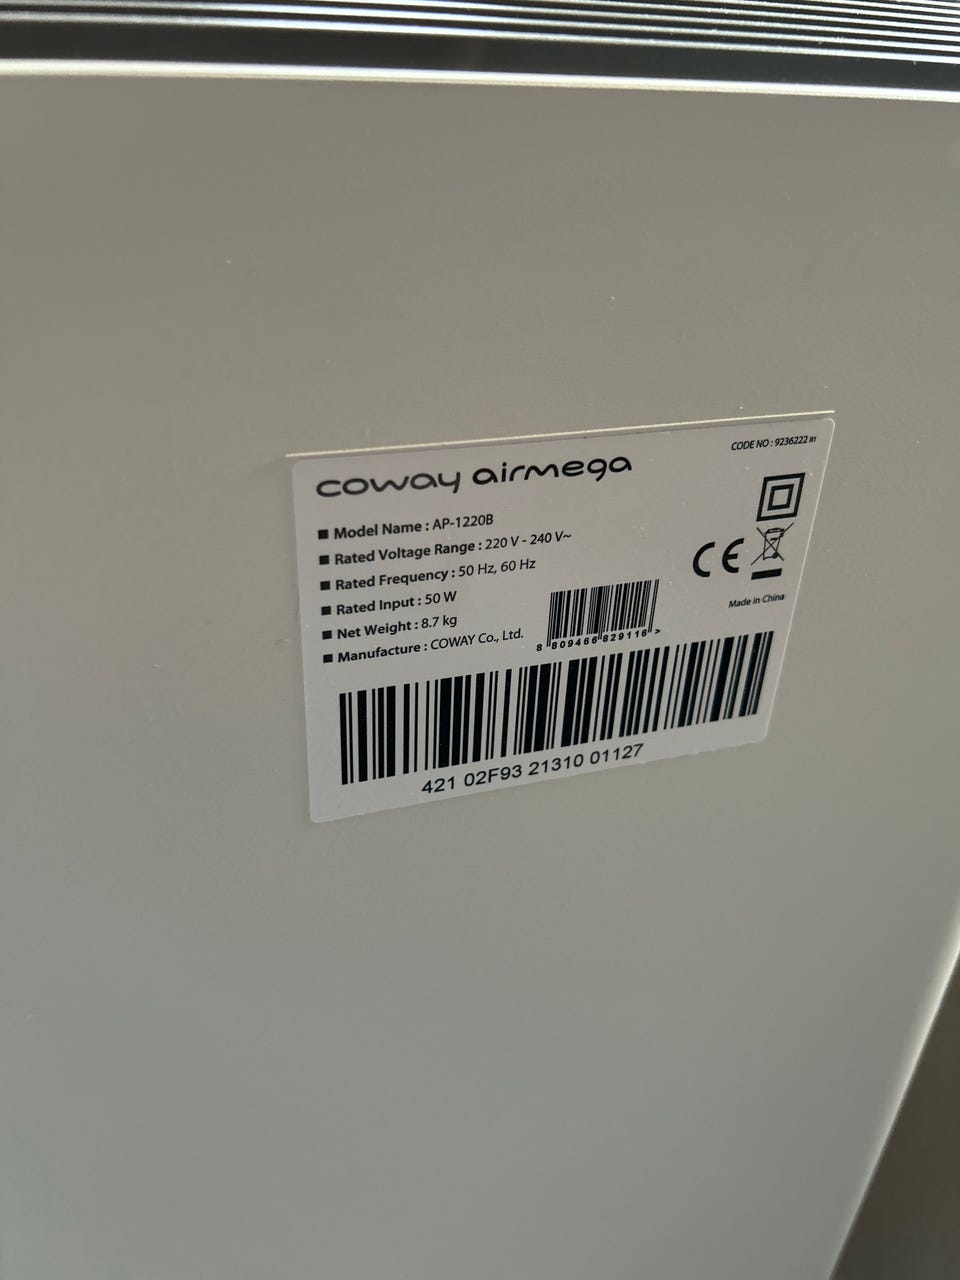 coway airmega
CODE NO : 9236222 R1
■ Model Name : AP-1220B
■ Rated Voltage Range : 220 V - 240 V~
■ Rated Frequency : 50 Hz, 60 Hz
■ Rated Input : 50 W
■ Net Weight : 8.7 kg
■ Manufacture : COWAY Co., Ltd.
CE
Made in China
8 809466 829116 >
421 02F93 21310 01127